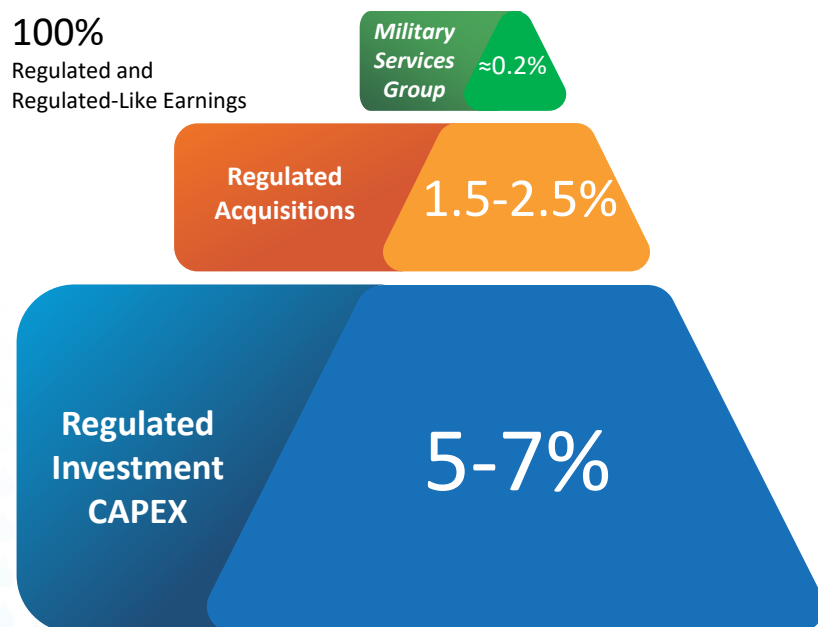 100%
Regulated and
Regulated-Like Earnings
Military
Services
Group
≈0.2%
Regulated
Acquisitions
1.5-2.5%
Regulated
Investment
CAPEX
5-7%